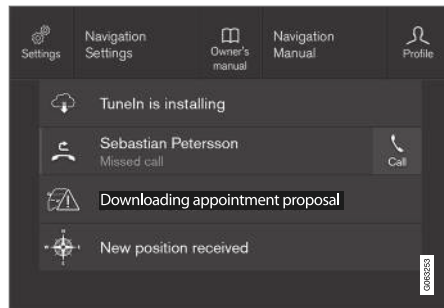 Settings
Navigation
Settings
Owner's
manual
Navigation
Manual
Profile
TuneIn is installing
Sebastian Petersson
Missed call
Call
Downloading appointment proposal
New position received
G063253